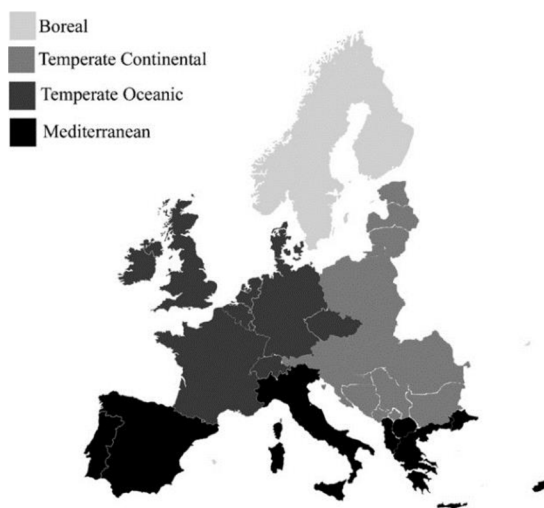 Boreal
Temperate Continental
Temperate Oceanic
Mediterranean